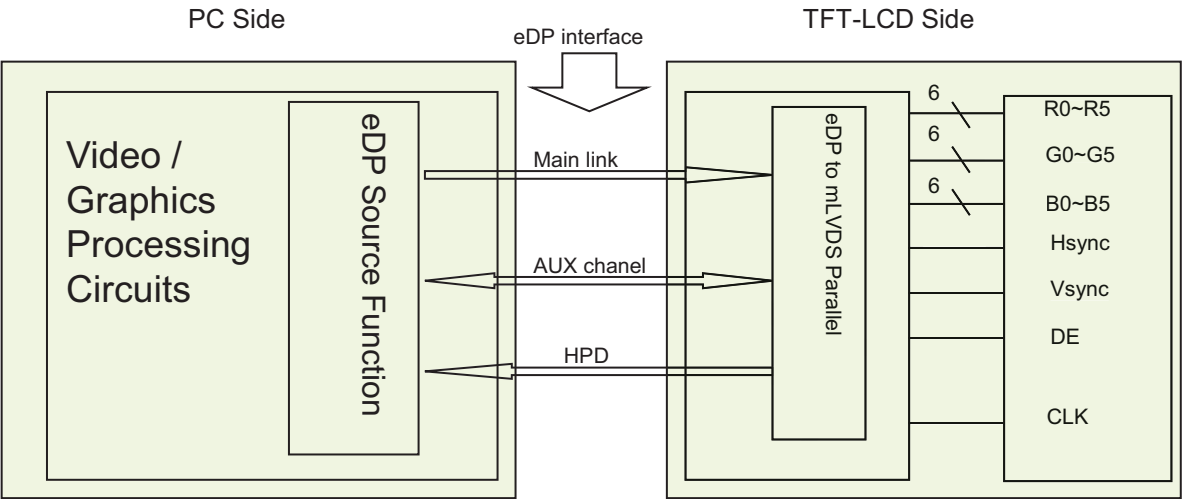 PC Side
TFT-LCD Side
eDP interface
Video /
Graphics
Processing
Circuits
eDP Source Function
Main link
AUX chanel
HPD
eDP to mLVDS Parallel
6
R0~R5
6
G0~G5
6
B0~B5
Hsync
Vsync
DE
CLK